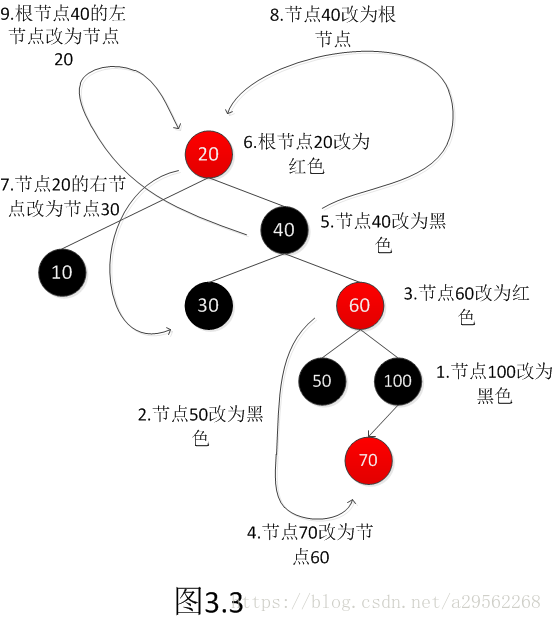 9.根节点40的左
节点改为节点
20
8.节点40改为根
节点
20
6.根节点20改为
红色
7.节点20的右节
点改为节点30
40
5.节点40改为黑
色
10
30
60
3.节点60改为红
色
50
100
1.节点100改为
黑色
2.节点50改为黑
色
70
4.节点70改为节
点60
图3.3
https://blog.csdn.net/a29562268